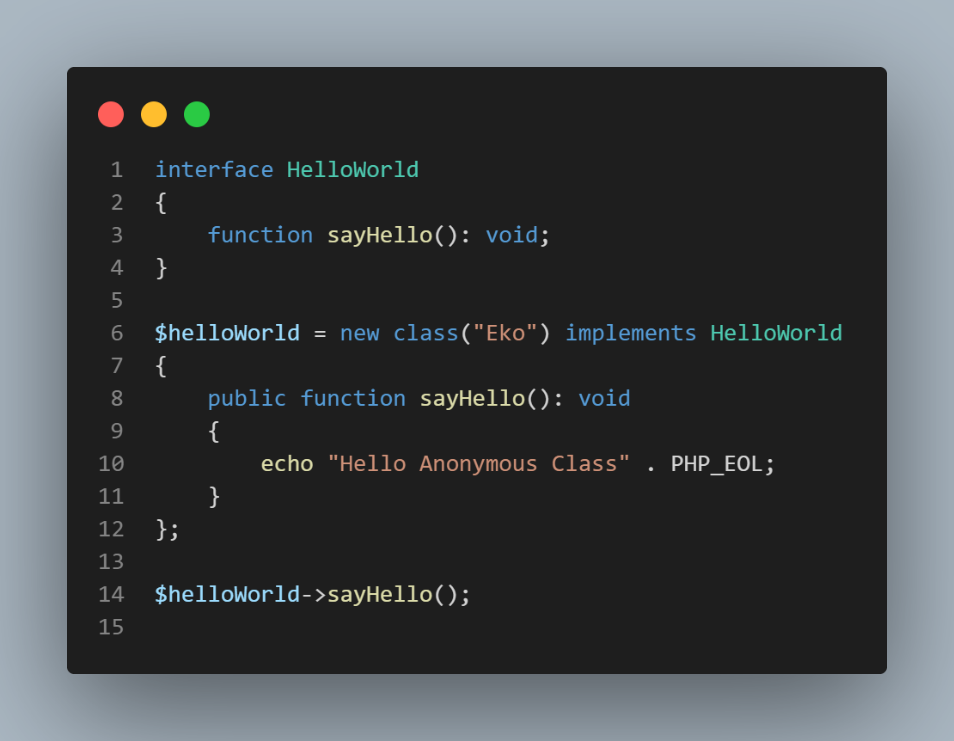 1 interface HelloWorld
2 {
3     function sayHello(): void;
4 }
5
6 $helloWorld = new class("Eko") implements HelloWorld
7 {
8     public function sayHello(): void
9     {
10         echo "Hello Anonymous Class" . PHP_EOL;
11     }
12 };
13
14 $helloWorld->sayHello();
15